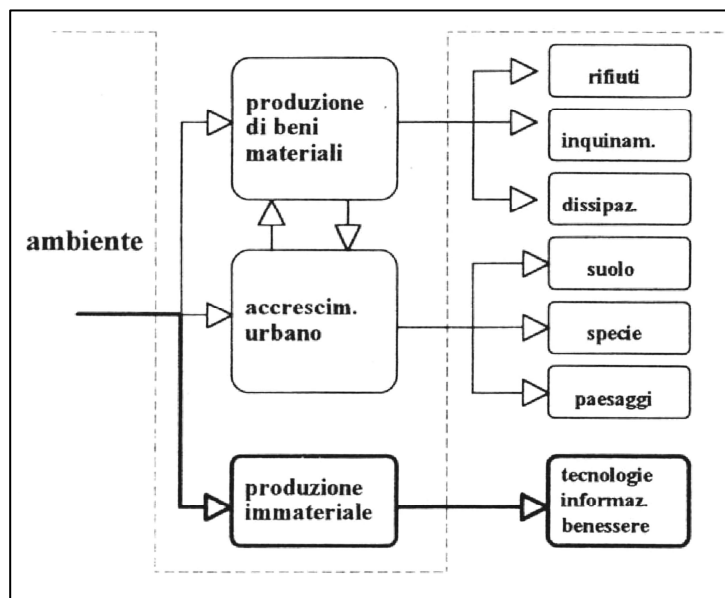 ambiente
produzione
di beni
materiali
accrescim.
urbano
produzione
immateriale
rifiuti
inquinam.
dissipaz.
suolo
specie
paesaggi
tecnologie
informaz.
benessere